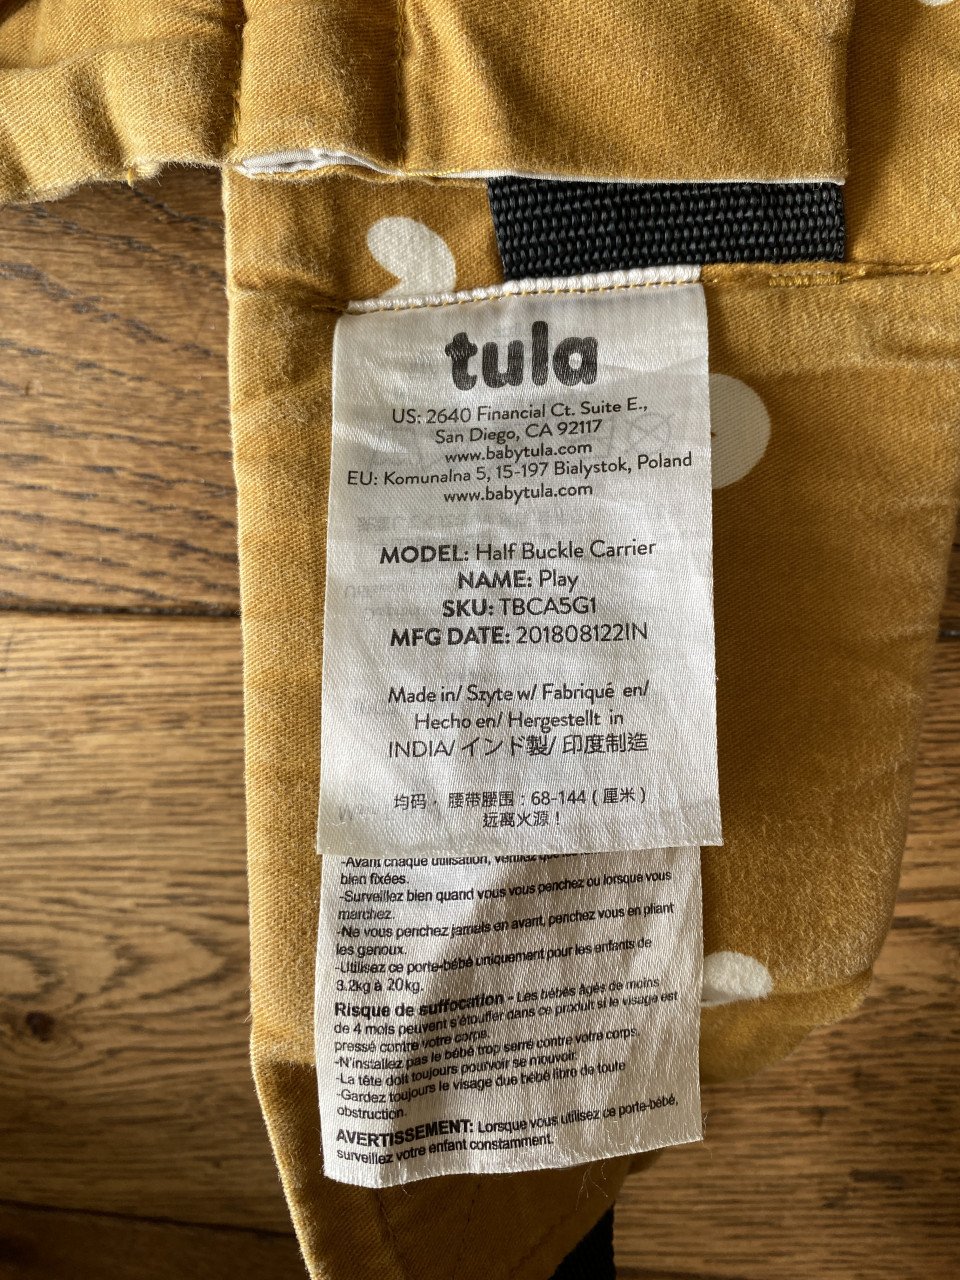 tula
US: 2640 Financial Ct. Suite E.,
San Diego, CA 92117
www.babytula.com
EU: Komunalna 5, 15-197 Bialystok, Poland
www.babytula.com
MODEL: Half Buckle Carrier
NAME: Play
SKU: TBCA5G1
MFG DATE: 201808122IN
Made in/ Szyte w/ Fabriqué en/
Hecho en/ Hergestellt in
INDIA/ インド製/ 印度制造
均码， 腰带腰围：68-144 ( 厘米 )
远离火源！
-Avant chaque utilisation,
bien fixées.
-Surveillez bien quand vous vous penchez ou lorsque vous
marchez.
-Ne vous penchez jamais en avant, penchez vous en pliant
les genoux.
-Utilisez ce porte-bébé uniquement pour les enfants de
3.2kg à 20kg.
Risque de suffocation - Les bébés âgés de moins
de 4 mois peuvent s'étouffer dans ce produit si le visage est
pressé contre votre corps.
-N'installez pas le bébé trop serré contre votre corps.
-La tête doit toujours pourvoir se mouvoir.
-Gardez toujours le visage due bébé libre de toute
obstruction.
AVERTISSEMENT: Lorsque vous utilisez ce porte-bébé,
surveillez votre enfant constamment.